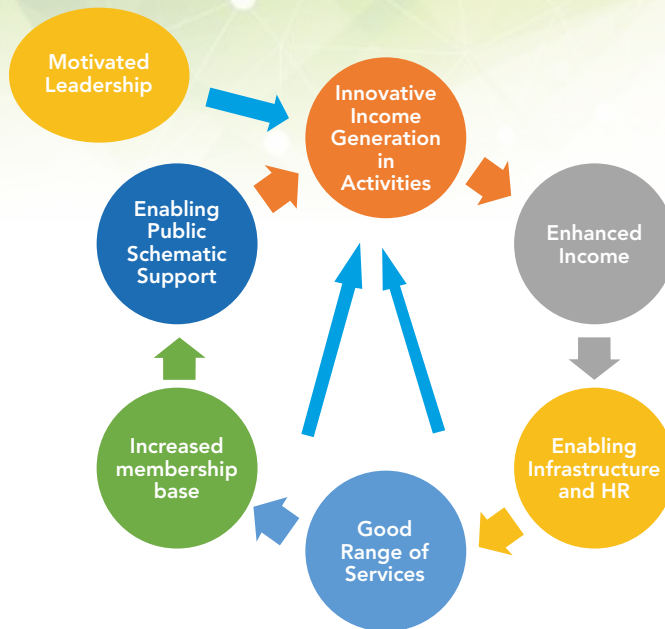 Motivated
Leadership
Innovative
Income
Generation
in
Activities
Enhanced
Income
Enabling
Infrastructure
and HR
Good
Range of
Services
Increased
membership
base
Enabling
Public
Schematic
Support